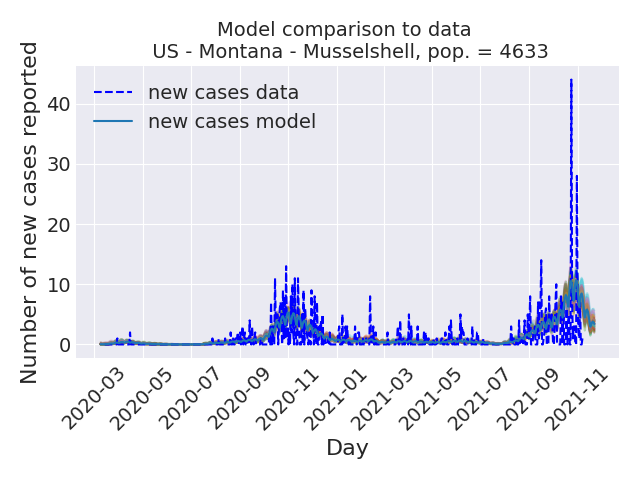 Model comparison to data
US - Montana - Musselshell, pop. = 4633
Number of new cases reported
new cases data
new cases model
40
30
20
10
0
2020-03
2020-05
2020-07
2020-09
2020-11
2021-01
2021-03
2021-05
2021-07
2021-09
2021-11
Day